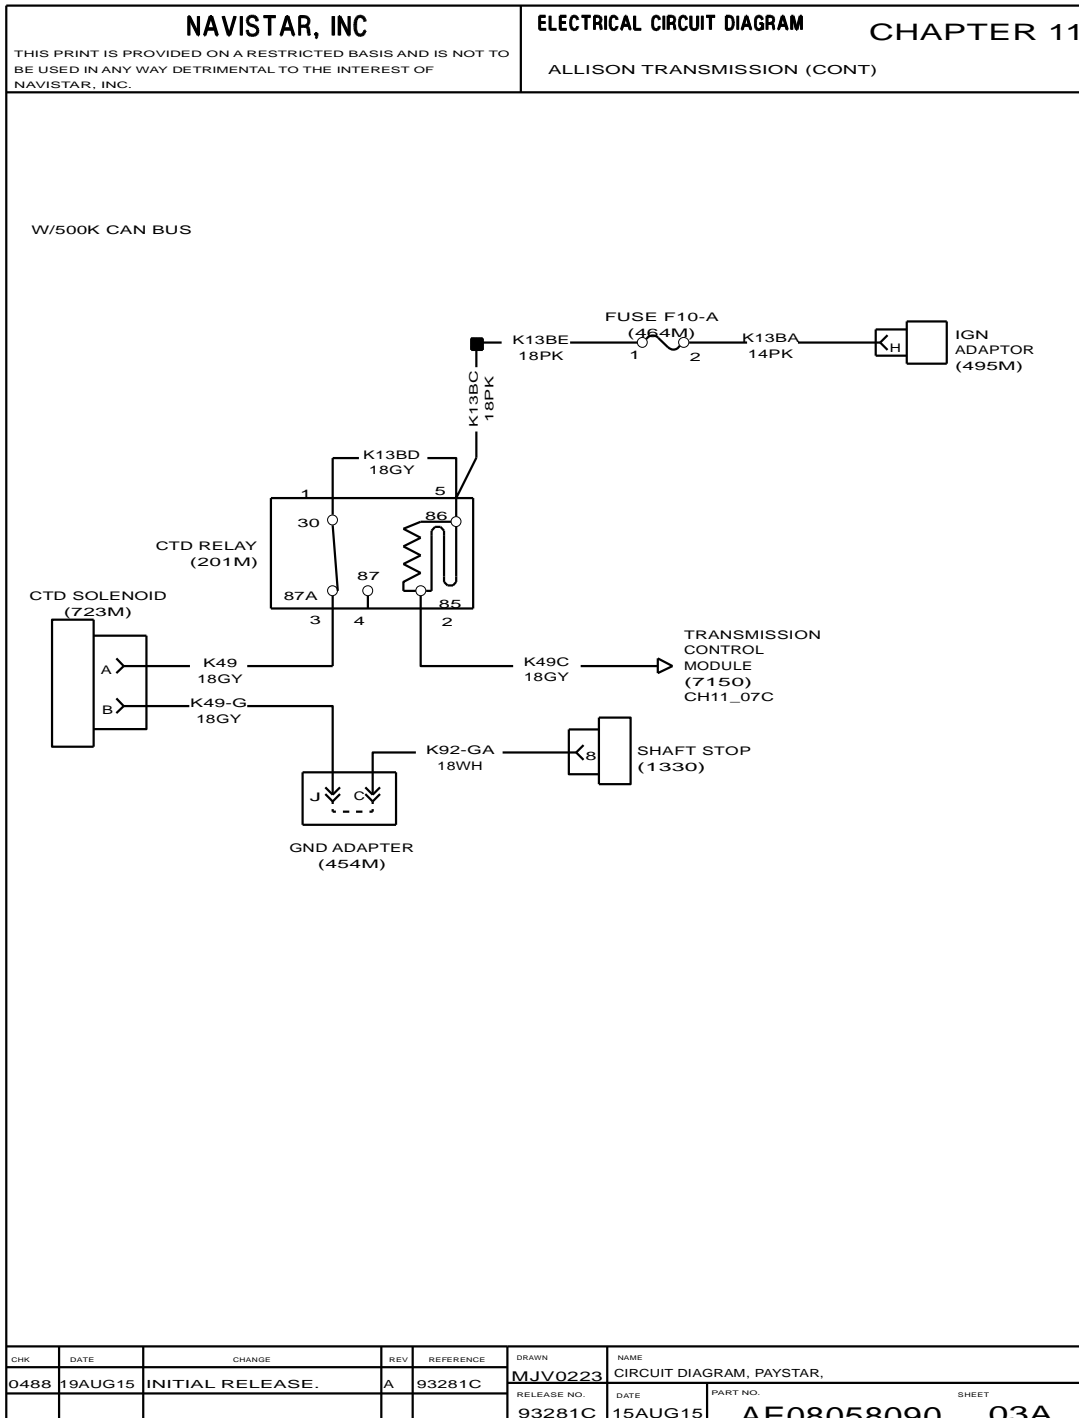 NAVISTAR, INC
THIS PRINT IS PROVIDED ON A RESTRICTED BASIS AND IS NOT TO
BE USED IN ANY WAY DETRIMENTAL TO THE INTEREST OF
NAVISTAR, INC.
ELECTRICAL CIRCUIT DIAGRAM
CHAPTER 11
ALLISON TRANSMISSION (CONT)
W/500K CAN BUS
FUSE F10-A
(464M)
K13BE
18PK
1
2
K13BA
14PK
H
IGN
ADAPTOR
(495M)
K13BC
18PK
K13BD
18GY
1
5
30
86
CTD RELAY
(201M)
87
87A
85
3
4
2
CTD SOLENOID
(723M)
A
K49
18GY
B
K49-G
18GY
K49C
18GY
TRANSMISSION
CONTROL
MODULE
(7150)
CH11_07C
K92-GA
18WH
8
SHAFT STOP
(1330)
J
C
GND ADAPTER
(454M)
CHK
DATE
CHANGE
REV
REFERENCE
DRAWN
NAME
0488
19AUG15
INITIAL RELEASE.
A
93281C
MJV0223
CIRCUIT DIAGRAM, PAYSTAR,
RELEASE NO.
DATE
PART NO.
SHEET
93281C
15AUG15
AE08058090
03A